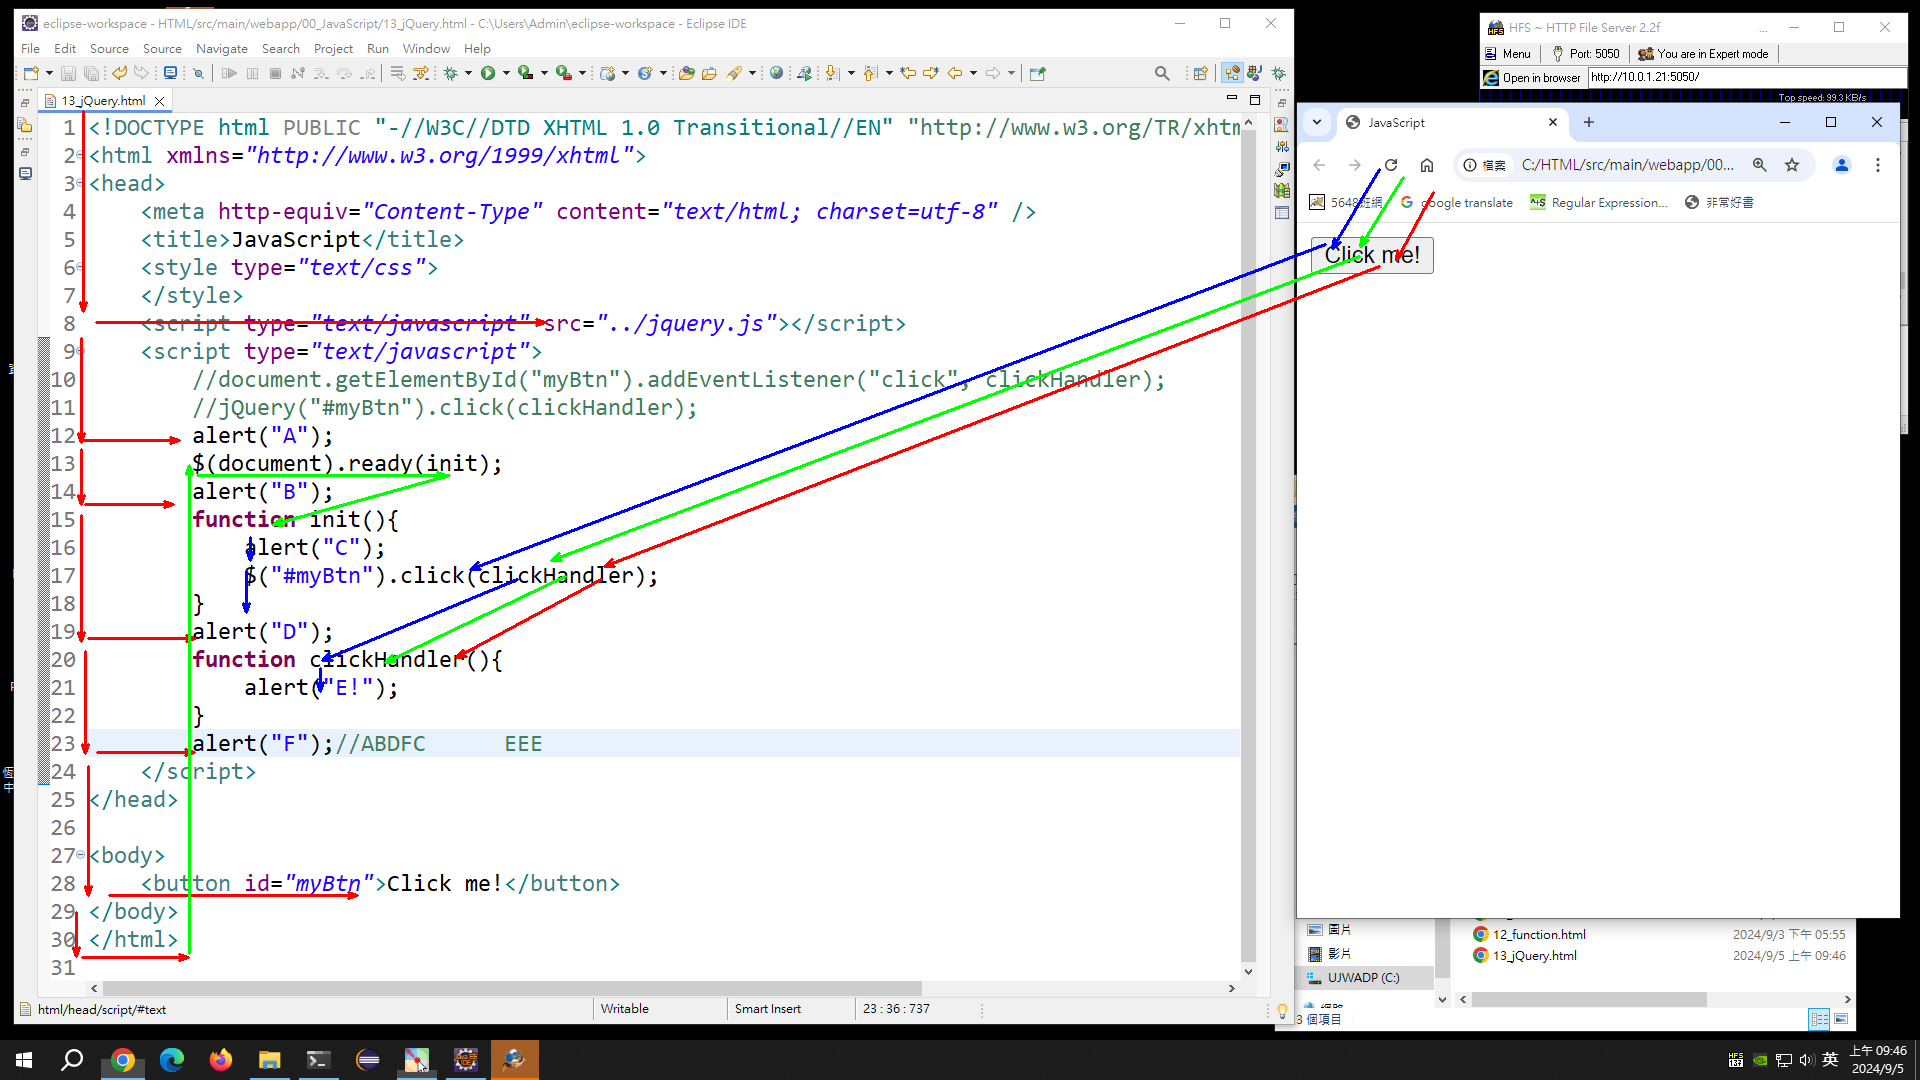 eclipse-workspace - HTML/src/main/webapp/00_JavaScript/13_jQuery.html - C:\Users\Admin\eclipse-workspace - Eclipse IDE
File Edit Source Source Navigate Search Project Run Window Help
13_jQuery.html
1 <!DOCTYPE html PUBLIC "-//W3C//DTD XHTML 1.0 Transitional//EN" "http://www.w3.org/TR/xhtm
2 <html xmlns="http://www.w3.org/1999/xhtml">
3 <head>
4 <meta http-equiv="Content-Type" content="text/html; charset=utf-8" />
5 <title>JavaScript</title>
6 <style type="text/css">
7 </style>
8 <script type="text/javascript" src="../jquery.js"></script>
9 <script type="text/javascript">
10 //document.getElementById("myBtn").addEventListener("click", clickHandler);
11 //jQuery("#myBtn").click(clickHandler);
12 alert("A");
13 $(document).ready(init);
14 alert("B");
15 function init(){
16 alert("C");
17 $("#myBtn").click(clickHandler);
18 }
19 alert("D");
20 function clickHandler(){
21 alert("E!");
22 }
23 alert("F");//ABDFC EEE
24 </script>
25 </head>
26
27 <body>
28 <button id="myBtn">Click me!</button>
29 </body>
30 </html>
31
html/head/script/#text Writable Smart Insert 23 : 36 : 737
HFS ~ HTTP File Server 2.2f ...
Menu Port: 5050 You are in Expert mode
Open in browser http://10.0.1.21:5050/
Top speed: 99.3 KB/s
JavaScript
檔案 C:/HTML/src/main/webapp/00...
5648班網 google translate Regular Expression... 非常好書
Click me!
圖片
影片
UJWADP (C:)
12_function.html 2024/9/3 下午 05:55
13_jQuery.html 2024/9/5 上午 09:46
3 個項目
英
上午 09:46
2024/9/5